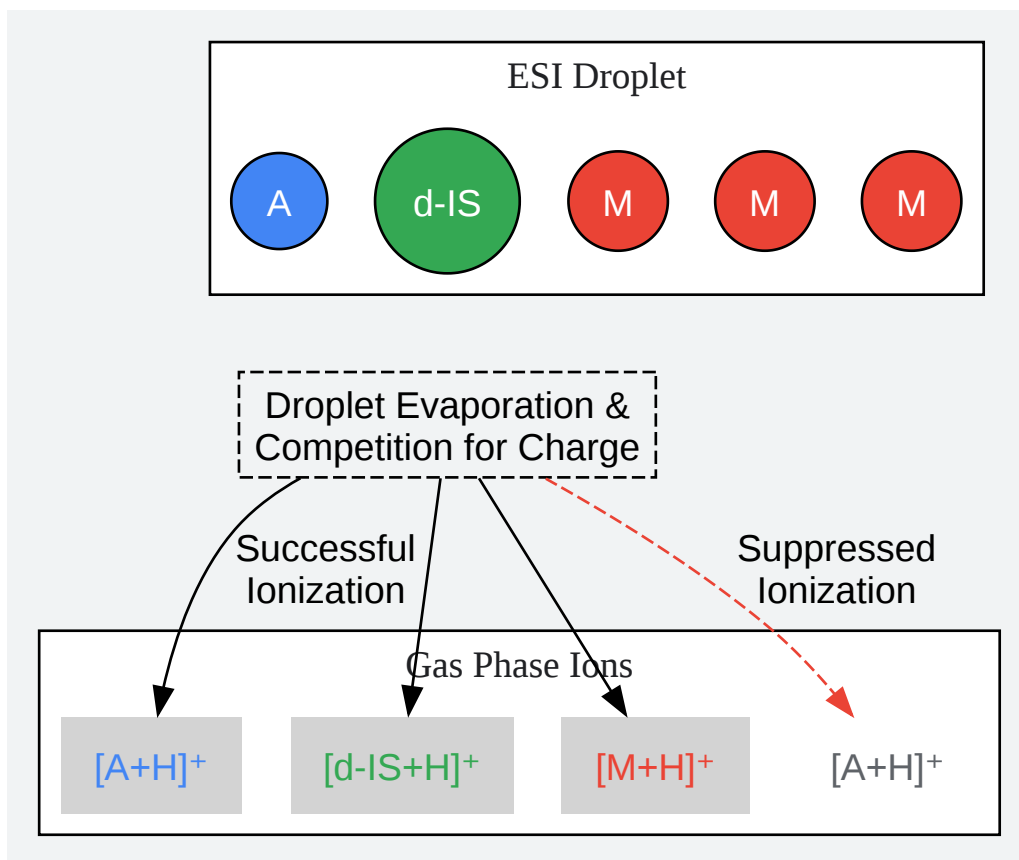 ESI Droplet
A
d-IS
M
M
M
Droplet Evaporation &
Competition for Charge
Successful
Ionization
Suppressed
Ionization
Gas Phase Ions
[A+H]⁺
[d-IS+H]⁺
[M+H]⁺
[A+H]⁺